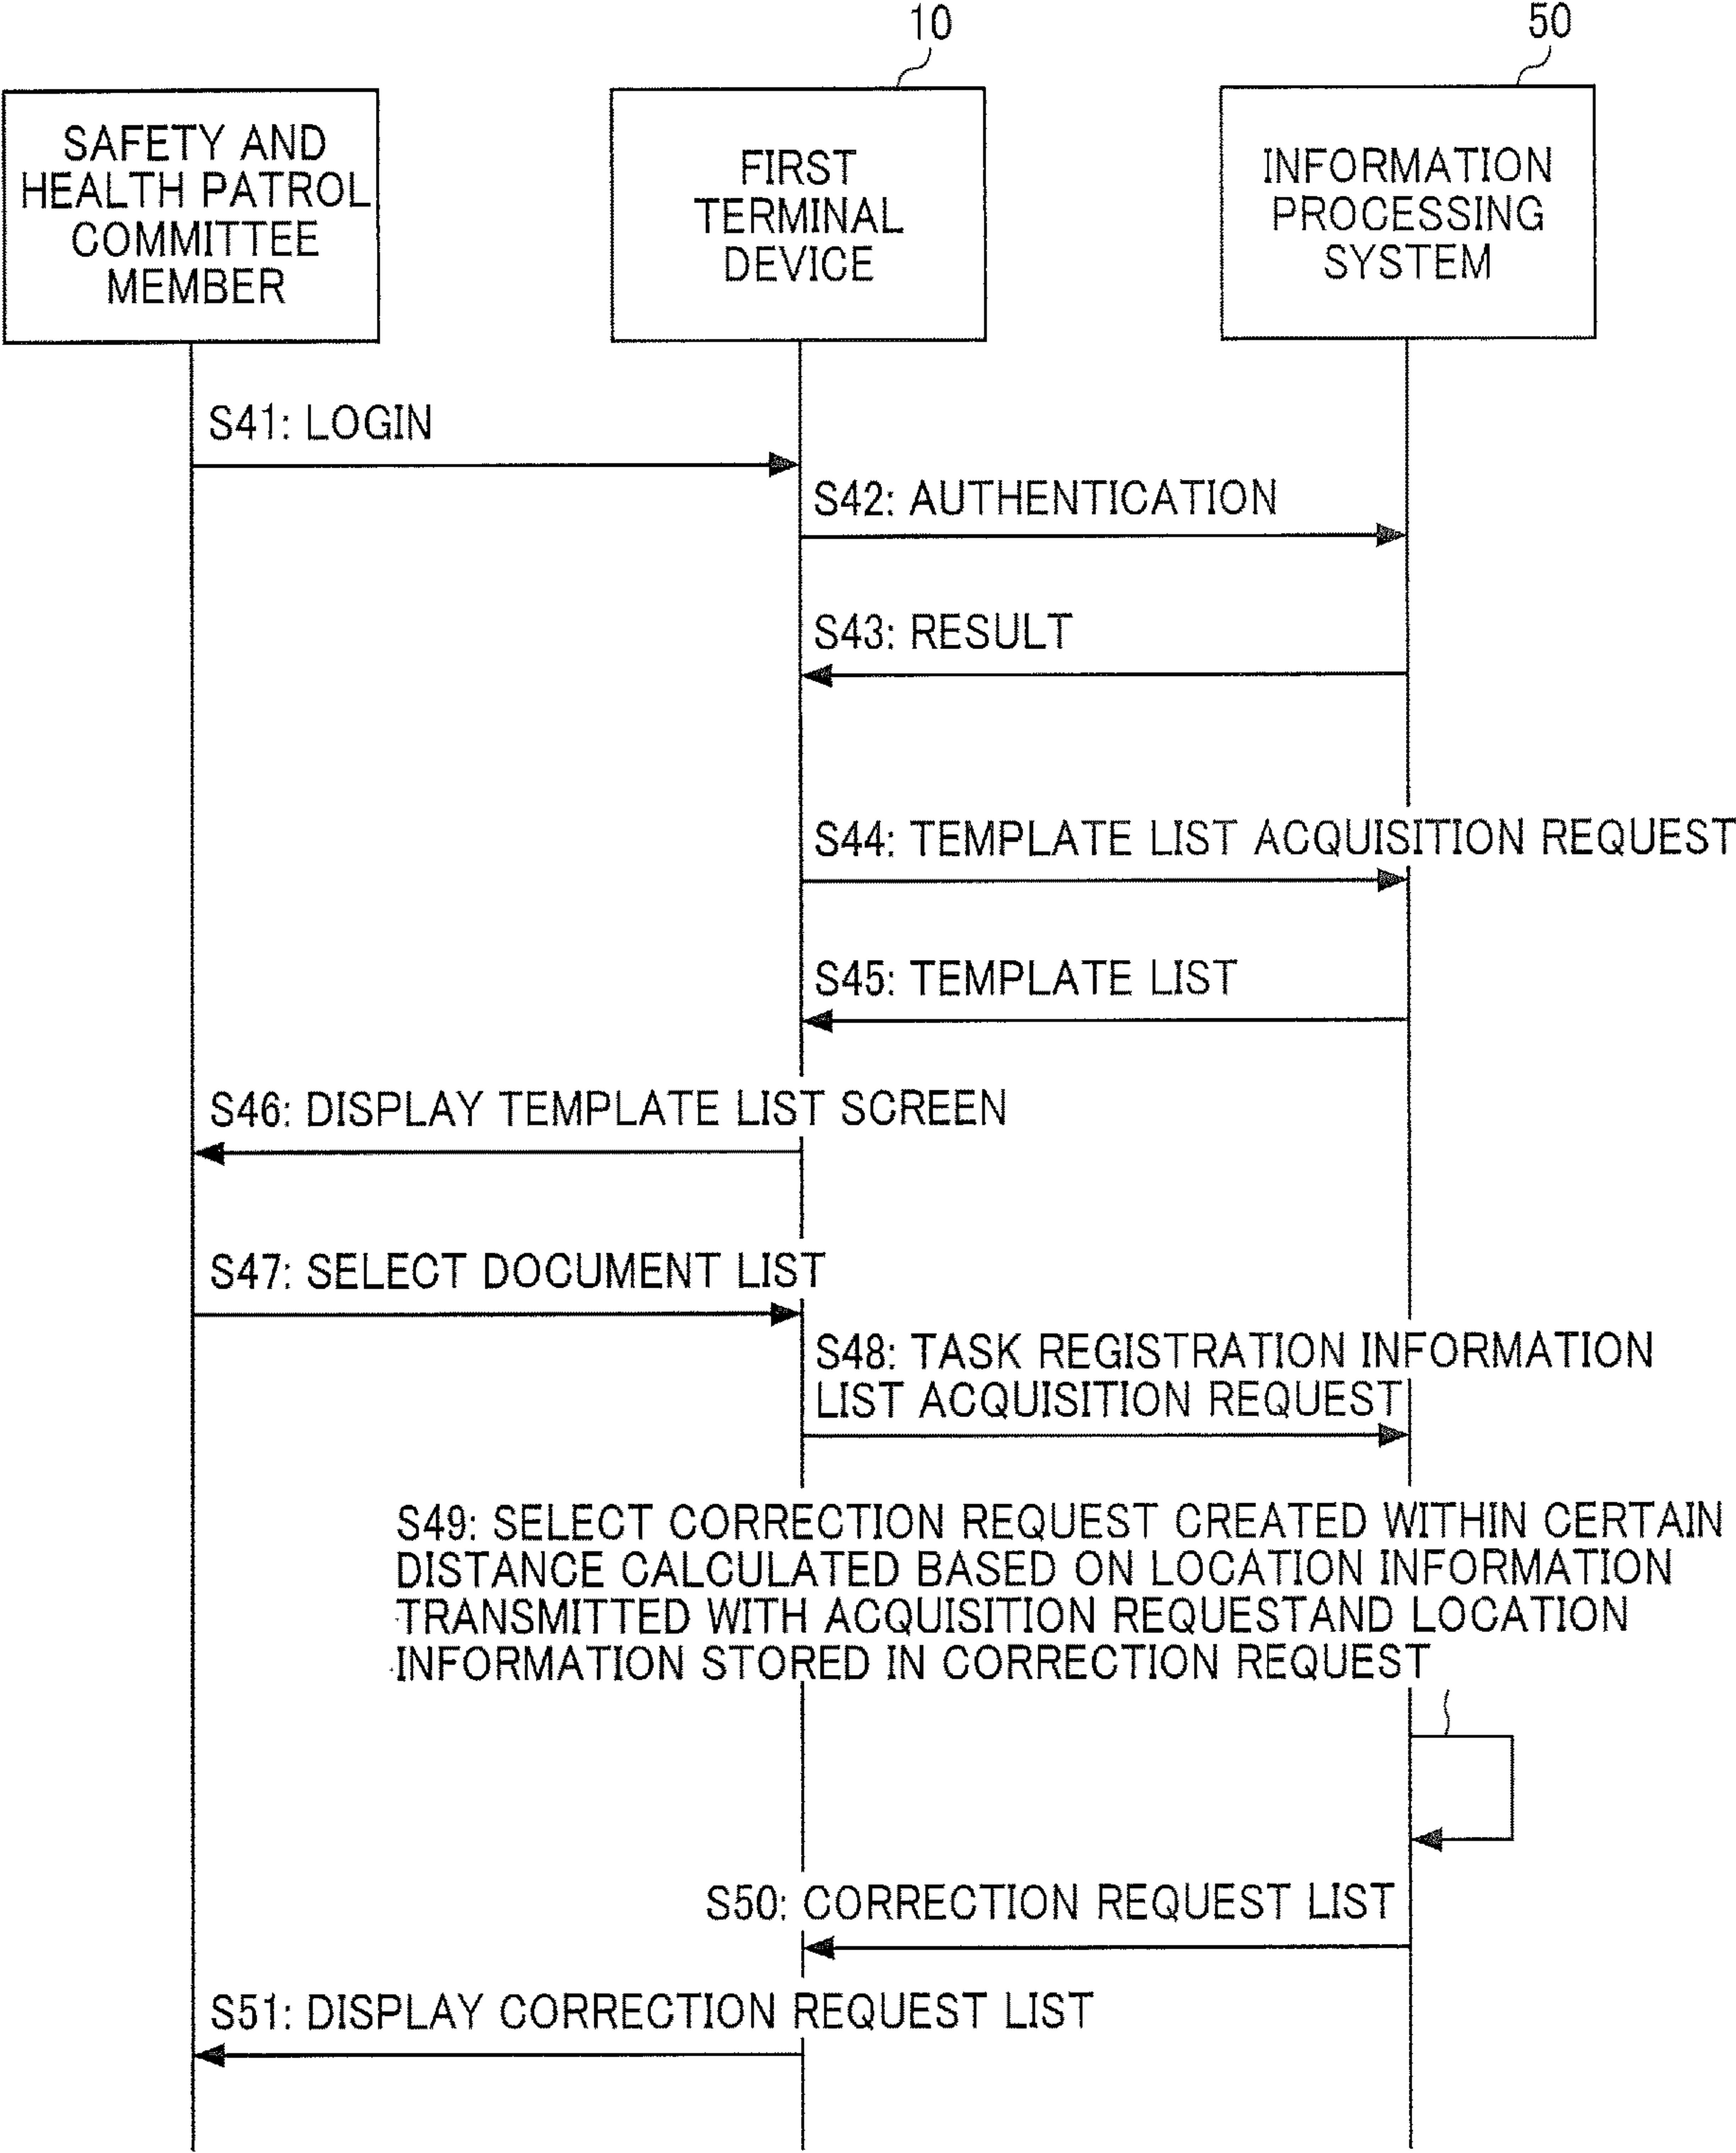 10
50
SAFETY AND
HEALTH PATROL
COMMITTEE
MEMBER
FIRST
TERMINAL
DEVICE
INFORMATION
PROCESSING
SYSTEM
S41: LOGIN
S42: AUTHENTICATION
S43: RESULT
S44: TEMPLATE LIST ACQUISITION REQUEST
S45: TEMPLATE LIST
S46: DISPLAY TEMPLATE LIST SCREEN
S47: SELECT DOCUMENT LIST
S48: TASK REGISTRATION INFORMATION
LIST ACQUISITION REQUEST
S49: SELECT CORRECTION REQUEST CREATED WITHIN CERTAIN
DISTANCE CALCULATED BASED ON LOCATION INFORMATION
TRANSMITTED WITH ACQUISITION REQUESTAND LOCATION
INFORMATION STORED IN CORRECTION REQUEST
S50: CORRECTION REQUEST LIST
S51: DISPLAY CORRECTION REQUEST LIST